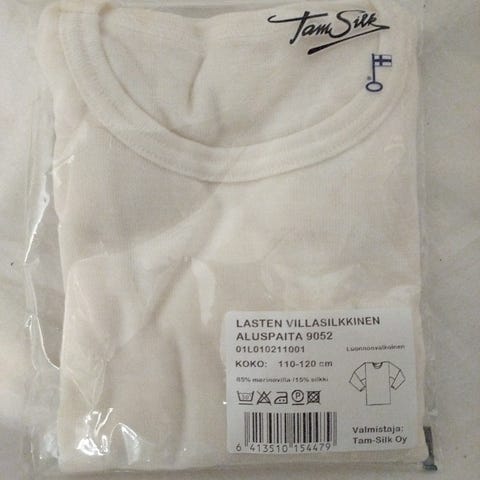 Tam Silk
LASTEN VILLASILKKINEN
ALUSPAITA 9052
01L010211001
Luonnonvalkoinen
KOKO: 110-120 cm
85% merinovilla /15% silkki
6 413510 154479
Valmistaja:
Tam-Silk Oy